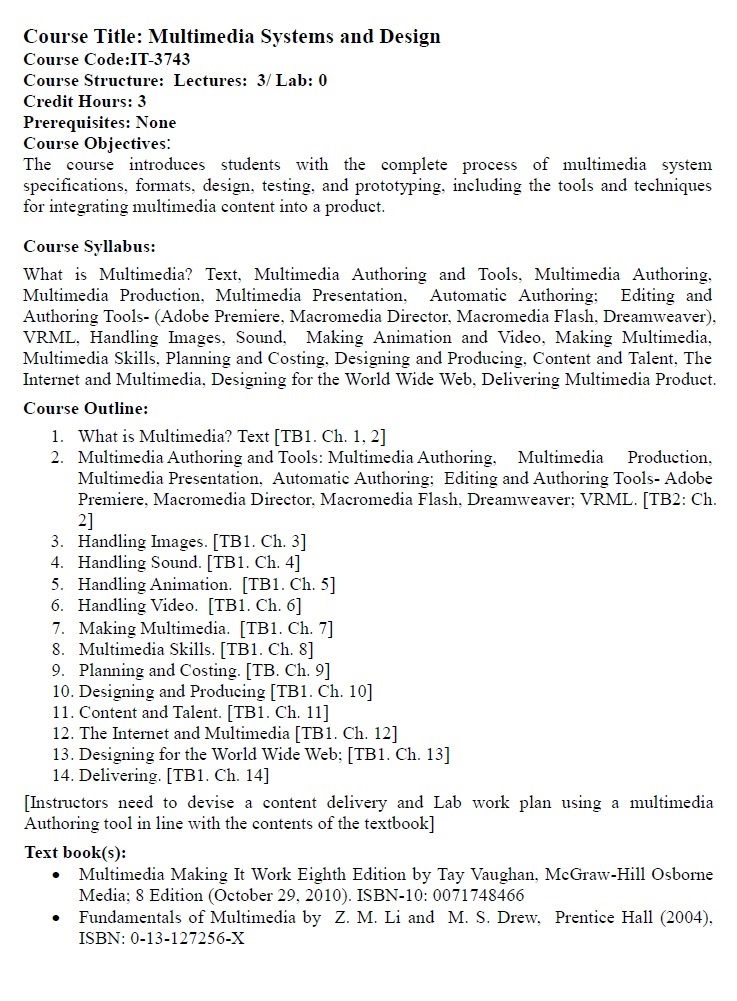 Course Title: Multimedia Systems and Design
Course Code:IT-3743
Course Structure: Lectures: 3/ Lab: 0
Credit Hours: 3
Prerequisites: None
Course Objectives:
The course introduces students with the complete process of multimedia system
specifications, formats, design, testing, and prototyping, including the tools and techniques
for integrating multimedia content into a product.
Course Syllabus:
What is Multimedia? Text, Multimedia Authoring and Tools, Multimedia Authoring,
Multimedia Production, Multimedia Presentation, Automatic Authoring; Editing and
Authoring Tools- (Adobe Premiere, Macromedia Director, Macromedia Flash, Dreamweaver),
VRML, Handling Images, Sound, Making Animation and Video, Making Multimedia,
Multimedia Skills, Planning and Costing, Designing and Producing, Content and Talent, The
Internet and Multimedia, Designing for the World Wide Web, Delivering Multimedia Product.
Course Outline:
1. What is Multimedia? Text [TB1. Ch. 1, 2]
2. Multimedia Authoring and Tools: Multimedia Authoring, Multimedia Production,
Multimedia Presentation, Automatic Authoring; Editing and Authoring Tools- Adobe
Premiere, Macromedia Director, Macromedia Flash, Dreamweaver; VRML. [TB2: Ch.
2]
3. Handling Images. [TB1. Ch. 3]
4. Handling Sound. [TB1. Ch. 4]
5. Handling Animation. [TB1. Ch. 5]
6. Handling Video. [TB1. Ch. 6]
7. Making Multimedia. [TB1. Ch. 7]
8. Multimedia Skills. [TB1. Ch. 8]
9. Planning and Costing. [TB. Ch. 9]
10. Designing and Producing [TB1. Ch. 10]
11. Content and Talent. [TB1. Ch. 11]
12. The Internet and Multimedia [TB1. Ch. 12]
13. Designing for the World Wide Web; [TB1. Ch. 13]
14. Delivering. [TB1. Ch. 14]
[Instructors need to devise a content delivery and Lab work plan using a multimedia
Authoring tool in line with the contents of the textbook]
Text book(s):
• Multimedia Making It Work Eighth Edition by Tay Vaughan, McGraw-Hill Osborne
Media; 8 Edition (October 29, 2010). ISBN-10: 0071748466
• Fundamentals of Multimedia by Z. M. Li and M. S. Drew, Prentice Hall (2004),
ISBN: 0-13-127256-X